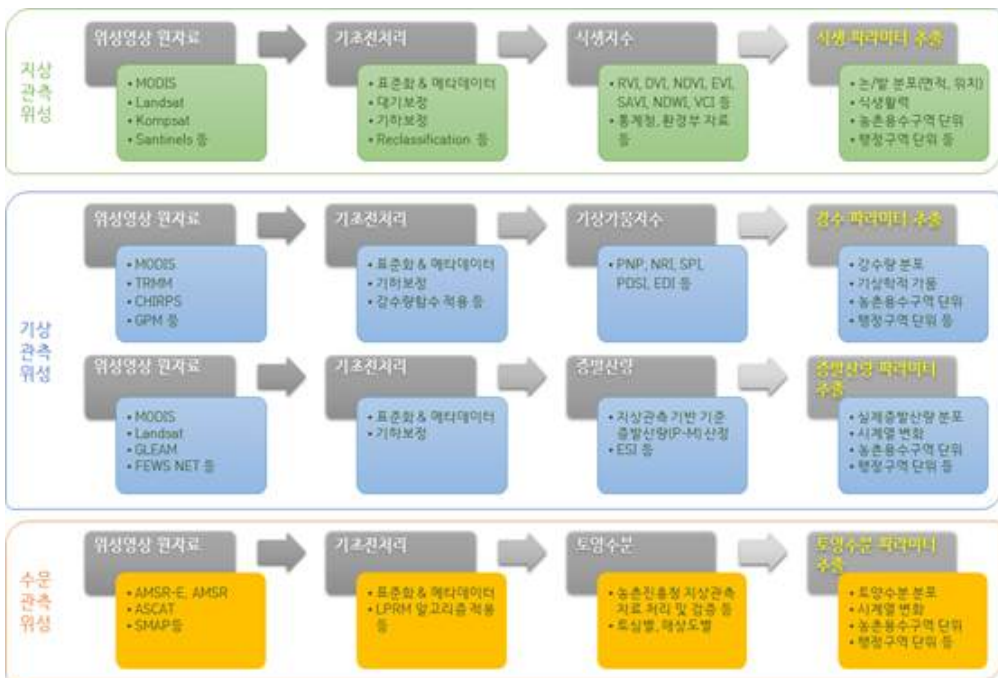 지상
관측
위성
위성영상 원자료
• MODIS
• Landsat
• Kompsat
• Santinels 등
기초전처리
• 표준화 & 메타데이터
• 대기보정
• 기하보정
• Reclassification 등
식생지수
• RVI, DVI, NDVI, EVI,
SAVI, NDWI, VCI 등
• 통계청, 환경부 자료
등
식생 파라미터 추출
• 논/밭 분포(면적, 위치)
• 식생활력
• 농촌용수구역 단위
• 행정구역 단위 등
기상
관측
위성
위성영상 원자료
• MODIS
• TRMM
• CHIRPS
• GPM 등
기초전처리
• 표준화 & 메타데이터
• 기하보정
• 강수량함수 적용 등
기상가뭄지수
• PNP, NRI, SPI,
PDSI, EDI 등
강수 파라미터 추출
• 강수량 분포
• 기상학적 가뭄
• 농촌용수구역 단위
• 행정구역 단위 등
위성영상 원자료
• MODIS
• Landsat
• GLEAM
• FEWS NET 등
기초전처리
• 표준화 & 메타데이터
• 기하보정
증발산량
• 지상관측 기반 기준
증발산량(P-M) 산정
• ESI 등
증발산량 파라미터
추출
• 실제증발산량 분포
• 시계열 변화
• 농촌용수구역 단위
• 행정구역 단위 등
수문
관측
위성
위성영상 원자료
• AMSR-E, AMSR
• ASCAT
• SMAP등
기초전처리
• 표준화 & 메타데이터
• LPRM 알고리즘 적용
등
토양수분
• 농촌진흥청 지상관측
자료 처리 및 검증 등
• 토심별, 해상도별
토양수분 파라미터
추출
• 토양수분 분포
• 시계열 변화
• 농촌용수구역 단위
• 행정구역 단위 등